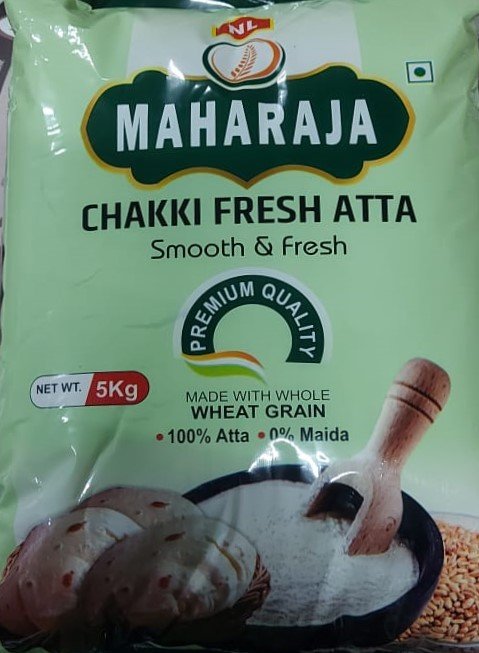 NL
MAHARAJA
CHAKKI FRESH ATTA
Smooth & Fresh
PREMIUM QUALITY
NET WT. 5Kg
MADE WITH WHOLE
WHEAT GRAIN
• 100% Atta • 0% Maida